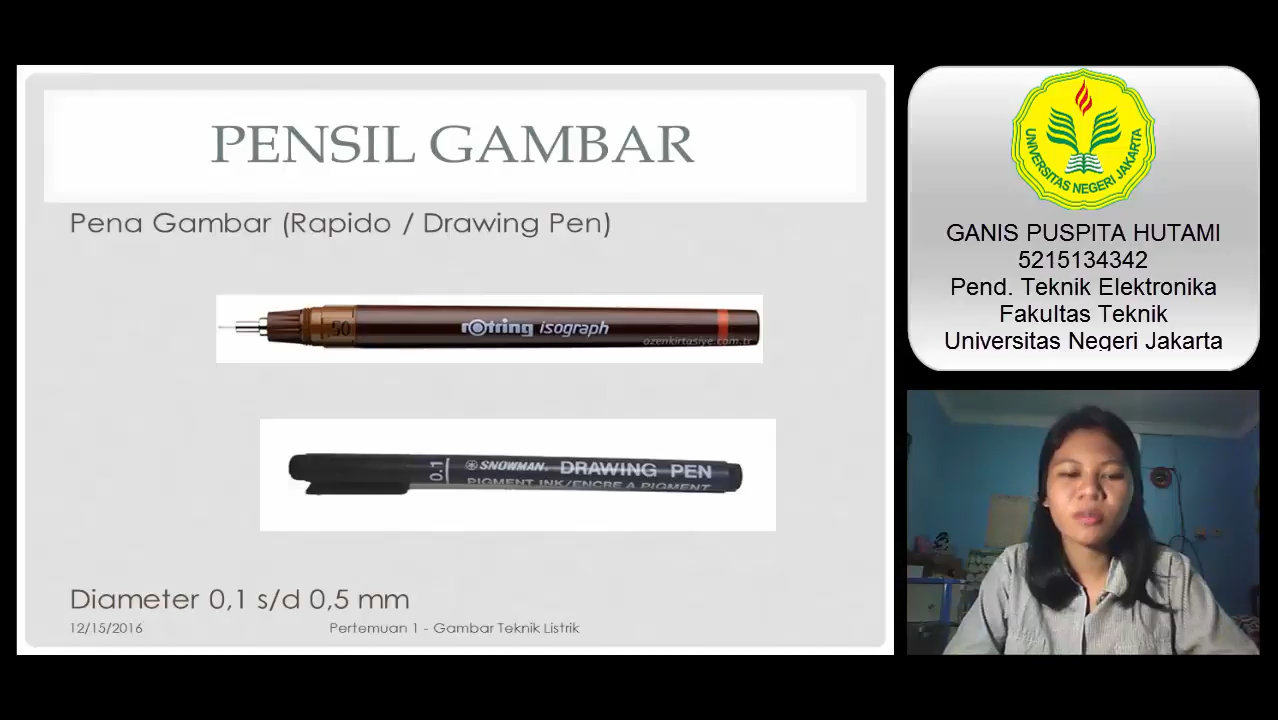 PENSIL GAMBAR
Pena Gambar (Rapido / Drawing Pen)
50
rotring isograph
ozenkirtasiye.com.tr
0.1
SNOWMAN. DRAWING PEN
PIGMENT INK/ENCRE A PIGMENT
Diameter 0,1 s/d 0,5 mm
12/15/2016
Pertemuan 1 - Gambar Teknik Listrik
UNIVERSITAS NEGERI JAKARTA
GANIS PUSPITA HUTAMI
5215134342
Pend. Teknik Elektronika
Fakultas Teknik
Universitas Negeri Jakarta